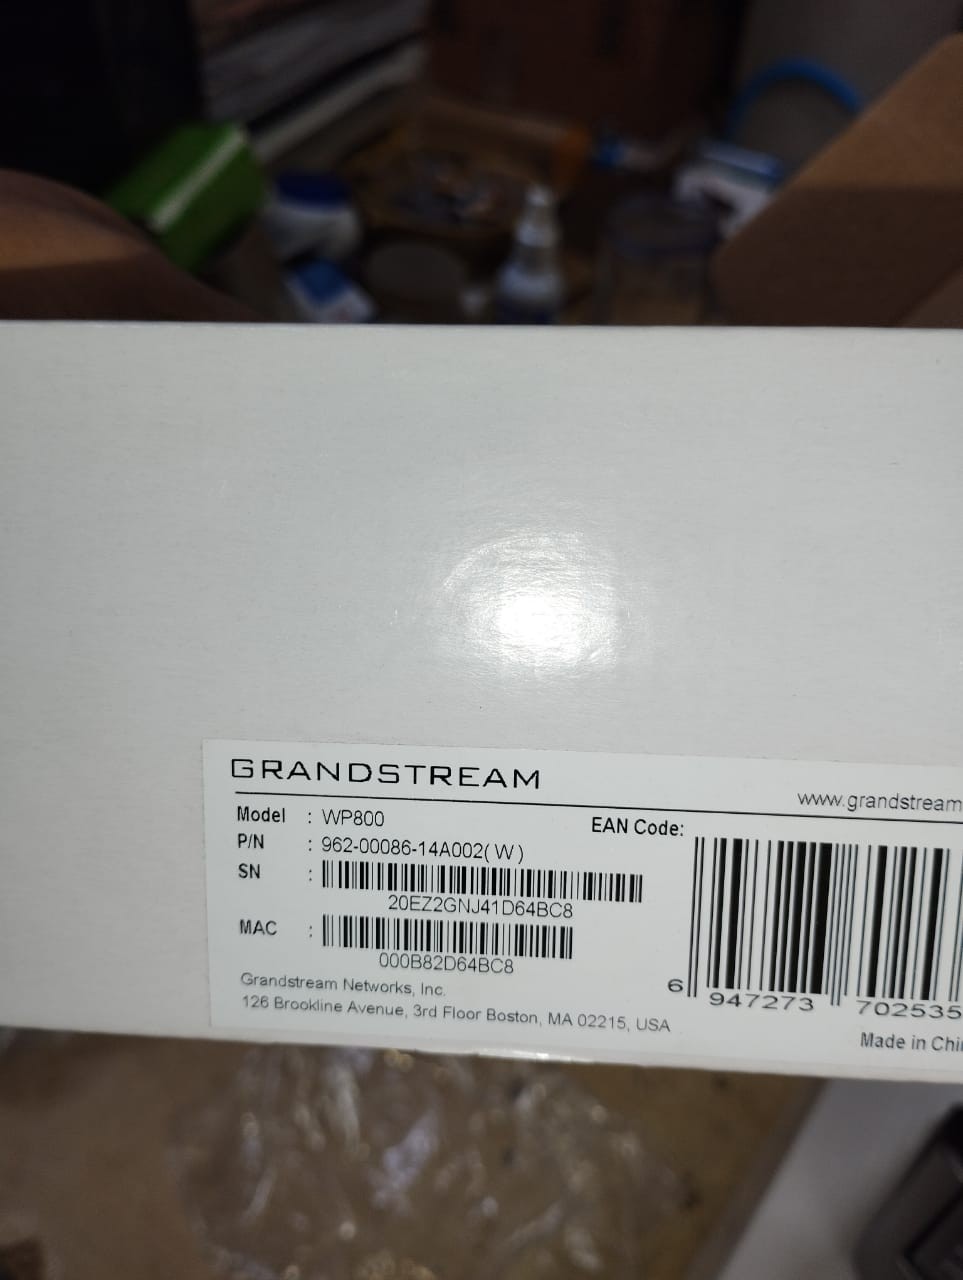 GRANDSTREAM
www.grandstream
Model : WP800
EAN Code:
P/N : 962-00086-14A002(W)
SN :
20EZ2GNJ41D64BC8
MAC :
000B82D64BC8
6 947273 702535
Grandstream Networks, Inc.
126 Brookline Avenue, 3rd Floor Boston, MA 02215, USA
Made in Chi